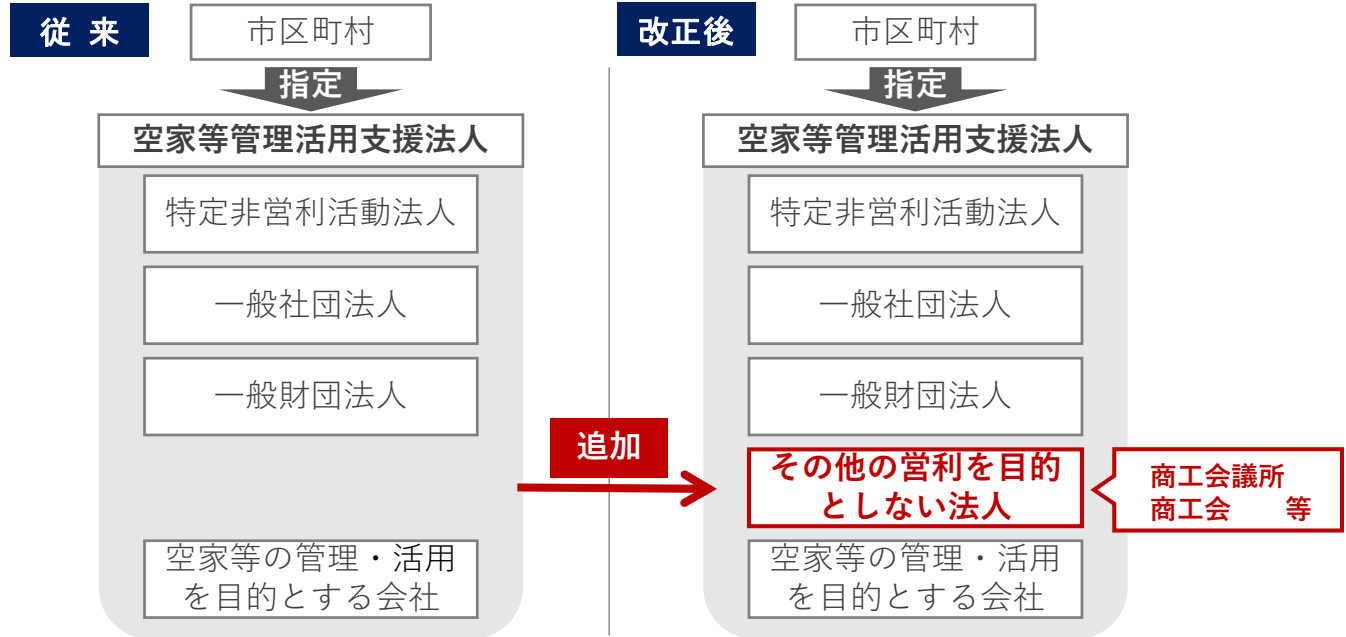 従 来
市区町村
指定
空家等管理活用支援法人
特定非営利活動法人
一般社団法人
一般財団法人
空家等の管理・活用
を目的とする会社
追加
改正後
市区町村
指定
空家等管理活用支援法人
特定非営利活動法人
一般社団法人
一般財団法人
その他の営利を目的
としない法人
商工会議所
商工会 等
空家等の管理・活用
を目的とする会社